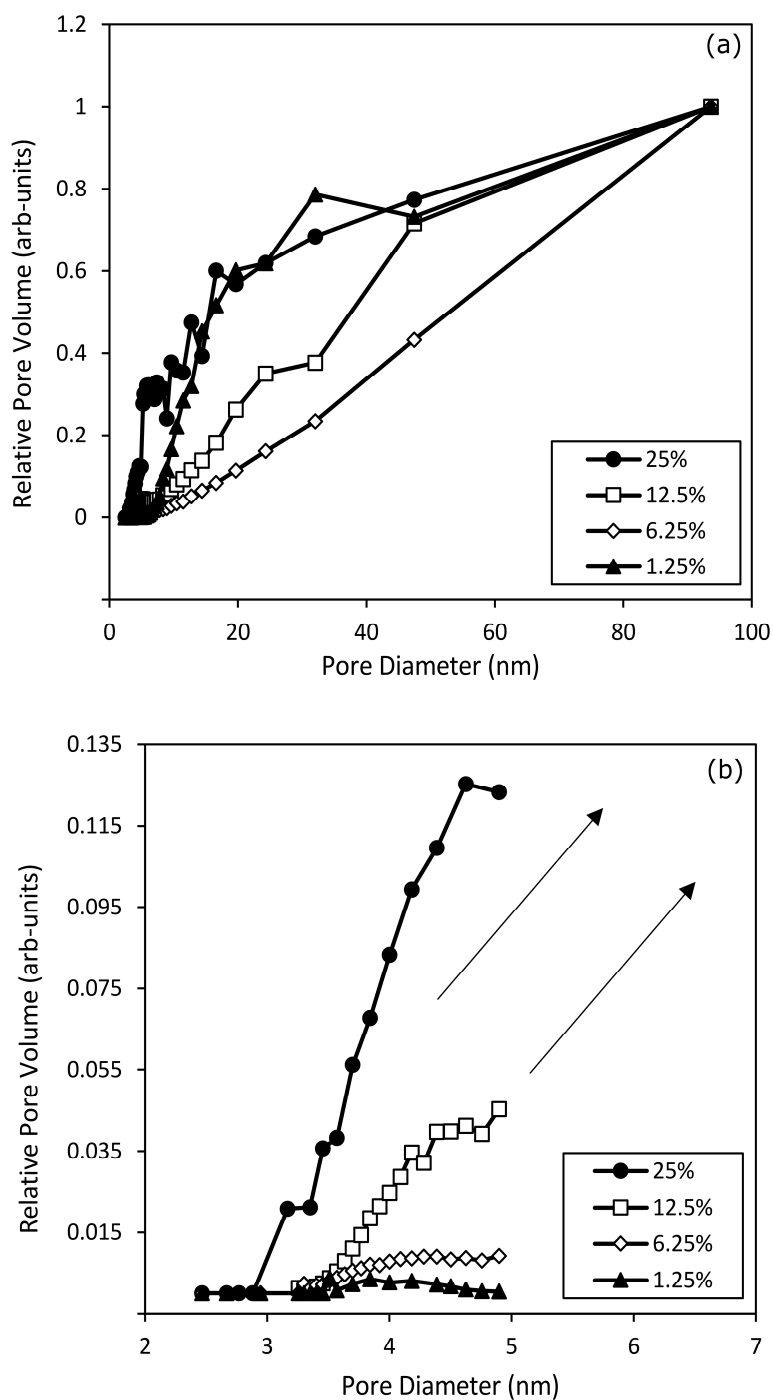 (a)
Relative Pore Volume (arb-units)
1.2
1
0.8
0.6
0.4
0.2
0
25%
12.5%
6.25%
1.25%
0 20 40 60 80 100
Pore Diameter (nm)
(b)
Relative Pore Volume (arb-units)
0.135
0.115
0.095
0.075
0.055
0.035
0.015
25%
12.5%
6.25%
1.25%
2 3 4 5 6 7
Pore Diameter (nm)